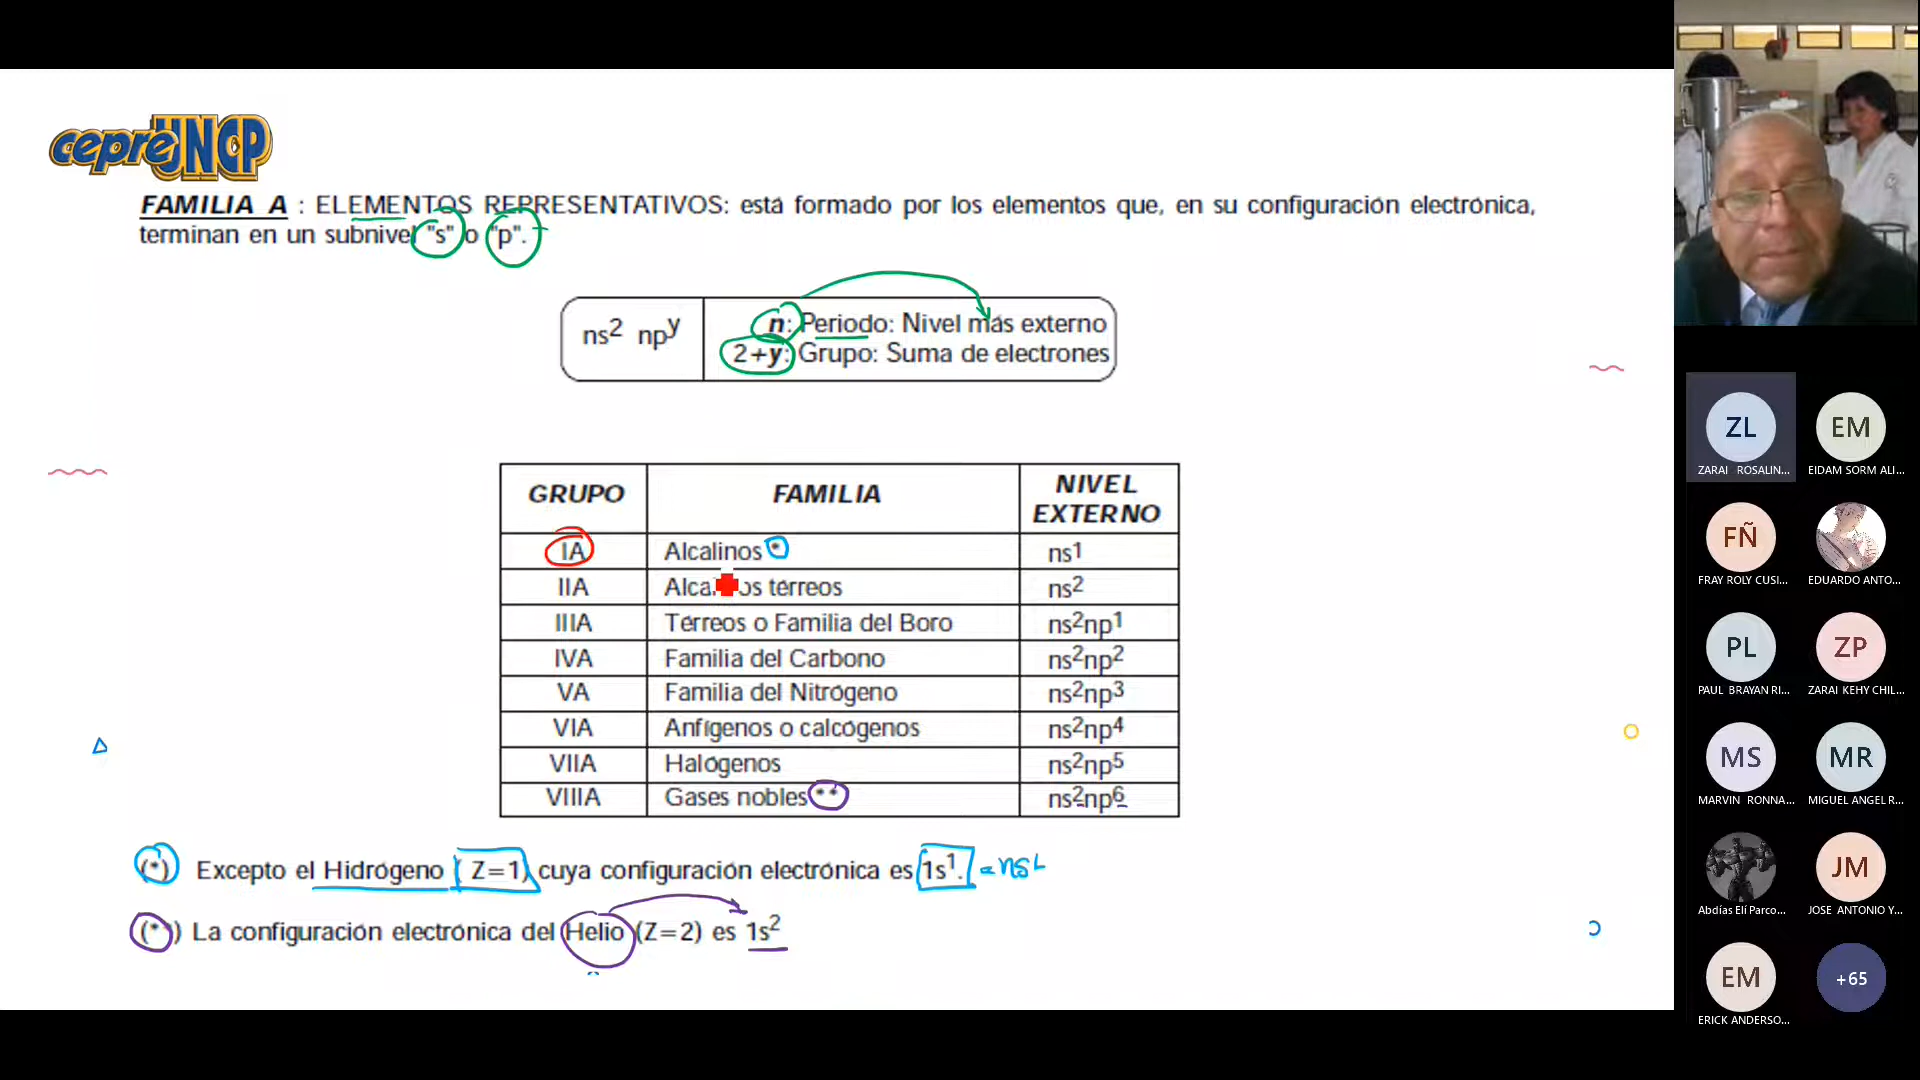 cepreUNCP
FAMILIA A : ELEMENTOS REPRESENTATIVOS: está formado por los elementos que, en su configuración electrónica,
terminan en un subnivel "s" o "p".
ns2 npy
n: Periodo: Nivel más externo
2+y: Grupo: Suma de electrones
GRUPO FAMILIA NIVEL EXTERNO
IA Alcalinos * ns1
IIA Alcalinos térreos ns2
IIIA Térreos o Familia del Boro ns2np1
IVA Familia del Carbono ns2np2
VA Familia del Nitrógeno ns2np3
VIA Anfígenos o calcógenos ns2np4
VIIA Halógenos ns2np5
VIIIA Gases nobles ** ns2np6
(*) Excepto el Hidrógeno ( Z=1) cuya configuración electrónica es 1s1. = ns1
(**) La configuración electrónica del Helio (Z=2) es 1s2
ZL EM
ZARAI ROSALIN... EIDAM SORM ALI...
FÑ
FRAY ROLY CUSI... EDUARDO ANTO...
PL ZP
PAUL BRAYAN RI... ZARAI KEHY CHIL...
MS MR
MARVIN RONNA... MIGUEL ANGEL R...
JM
Abdías Elí Parco... JOSE ANTONIO Y...
EM +65
ERICK ANDERSO...